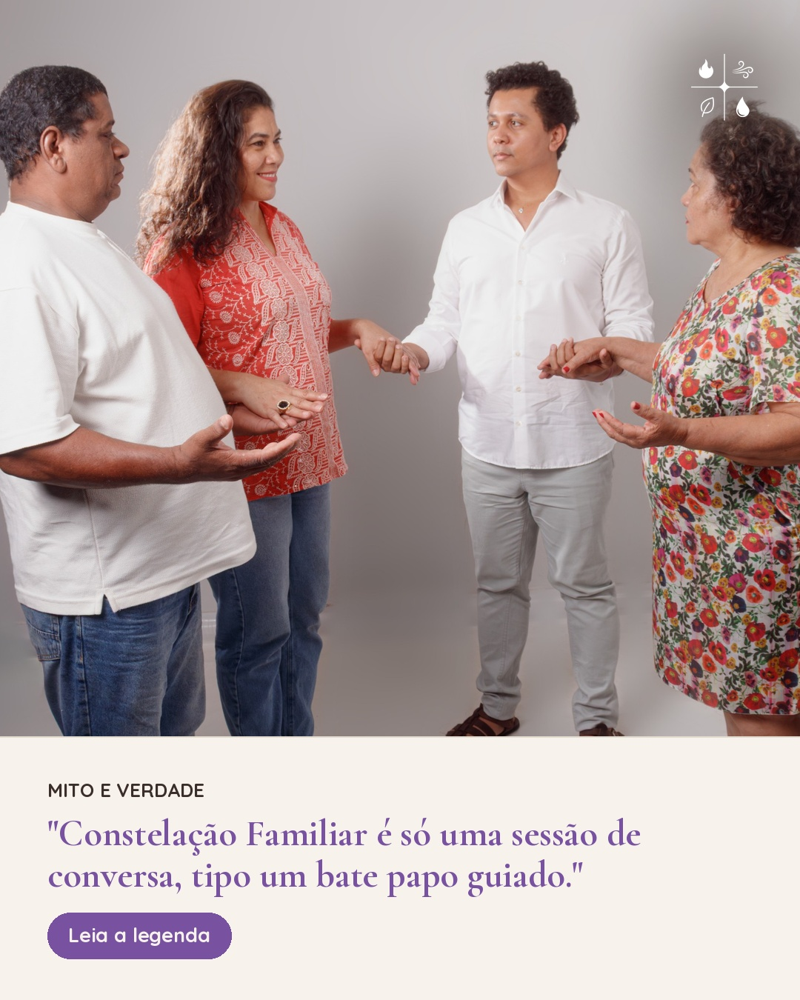 MITO E VERDADE
"Constelação Familiar é só uma sessão de
conversa, tipo um bate papo guiado."
Leia a legenda